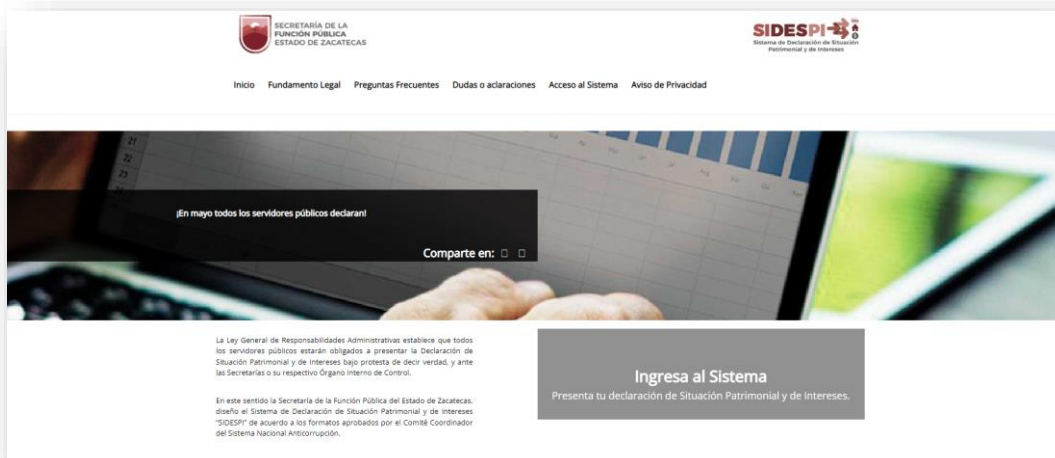 SECRETARÍA DE LA
FUNCIÓN PÚBLICA
ESTADO DE ZACATECAS
SIDESPI
Sistema de Declaración de Situación
Patrimonial y de Intereses
Inicio Fundamento Legal Preguntas Frecuentes Dudas o aclaraciones Acceso al Sistema Aviso de Privacidad
21
22
23
¡En mayo todos los servidores públicos declaran!
Comparte en:
La Ley General de Responsabilidades Administrativas establece que todos
los servidores públicos estarán obligados a presentar la Declaración de
Situación Patrimonial y de Intereses bajo protesta de decir verdad, y ante
las Secretarías o su respectivo Órgano Interno de Control.
En este sentido la Secretaría de la Función Pública del Estado de Zacatecas,
diseño el Sistema de Declaración de Situación Patrimonial y de Intereses
"SIDESPI" de acuerdo a los formatos aprobados por el Comité Coordinador
del Sistema Nacional Anticorrupción.
Ingresa al Sistema
Presenta tu declaración de Situación Patrimonial y de Intereses.